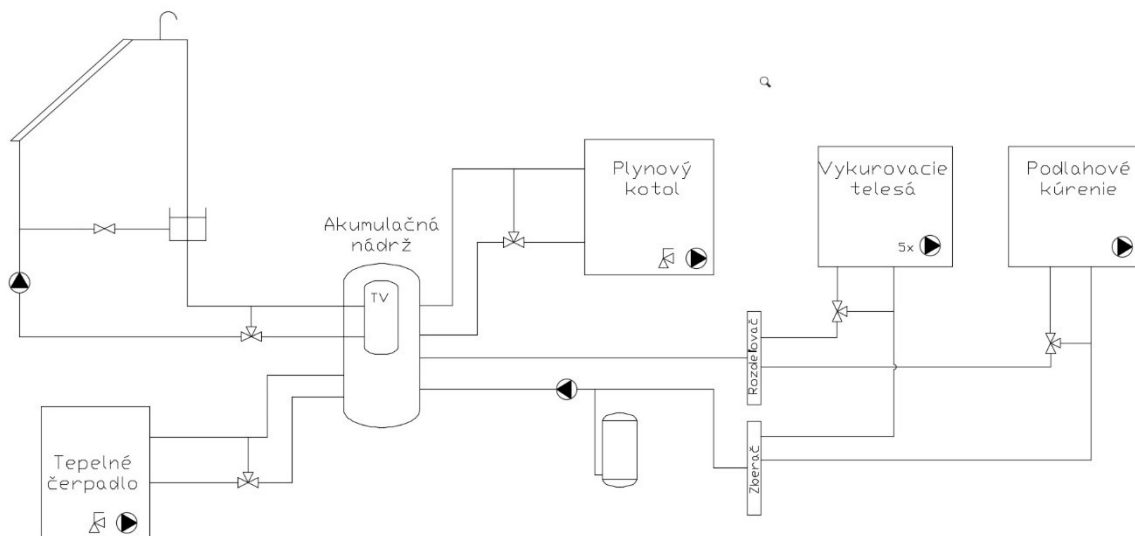 Plynový
kotol
Vykurovacie
telesá
5x
Podlahové
kúrenie
Akumulačná
nádrž
TV
Rozdeľovač
Zberač
Tepelné
čerpadlo